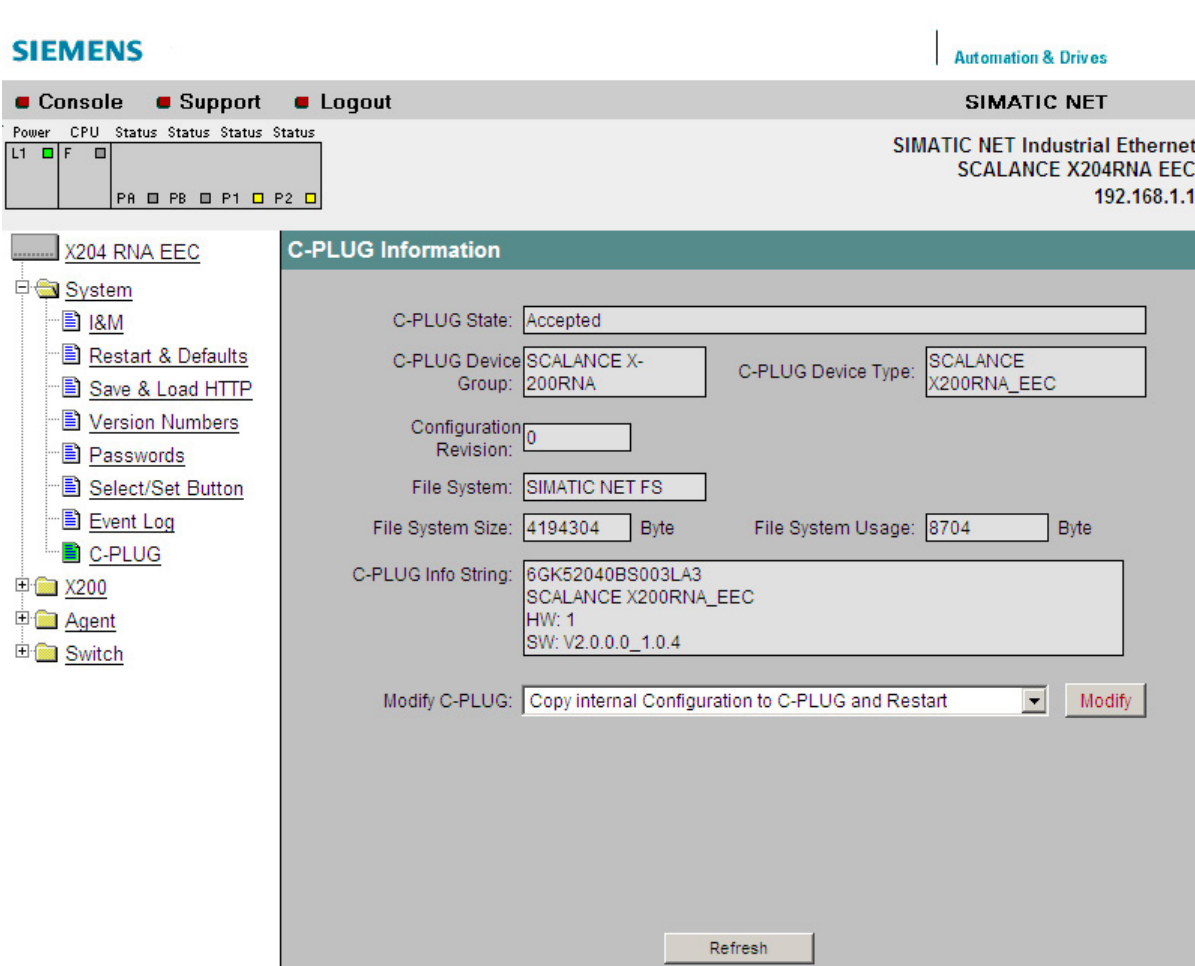 SIEMENS
Automation & Drives
Console Support Logout SIMATIC NET
Power CPU Status Status Status Status
L1 F
PA PB P1 P2
SIMATIC NET Industrial Ethernet
SCALANCE X204RNA EEC
192.168.1.1
X204 RNA EEC
System
I&M
Restart & Defaults
Save & Load HTTP
Version Numbers
Passwords
Select/Set Button
Event Log
C-PLUG
X200
Agent
Switch
C-PLUG Information
C-PLUG State: Accepted
C-PLUG Device Group: SCALANCE X-
200RNA
C-PLUG Device Type: SCALANCE
X200RNA_EEC
Configuration
Revision: 0
File System: SIMATIC NET FS
File System Size: 4194304 Byte File System Usage: 8704 Byte
C-PLUG Info String: 6GK52040BS003LA3
SCALANCE X200RNA_EEC
HW: 1
SW: V2.0.0.0_1.0.4
Modify C-PLUG: Copy internal Configuration to C-PLUG and Restart Modify
Refresh